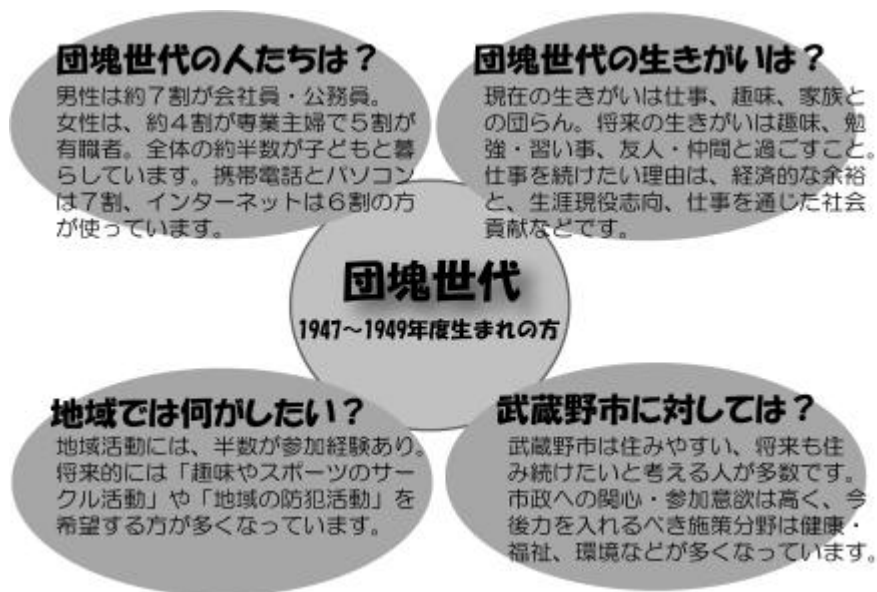 団塊世代の人たちは？
男性は約７割が会社員・公務員。
女性は、約４割が専業主婦で５割が
有職者。全体の約半数が子どもと暮
らしています。携帯電話とパソコン
は７割、インターネットは６割の方
が使っています。
団塊世代の生きがいは？
現在の生きがいは仕事、趣味、家族と
の団らん。将来の生きがいは趣味、勉
強・習い事、友人・仲間と過ごすこと。
仕事を続けたい理由は、経済的な余裕
と、生涯現役志向、仕事を通じた社会
貢献などです。
団塊世代
1947～1949年度生まれの方
地域では何がしたい？
地域活動には、半数が参加経験あり。
将来的には「趣味やスポーツのサー
クル活動」や「地域の防犯活動」を
希望する方が多くなっています。
武蔵野市に対しては？
武蔵野市は住みやすい、将来も住
み続けたいと考える人が多数です。
市政への関心・参加意欲は高く、今
後力を入れるべき施策分野は健康・
福祉、環境などが多くなっています。